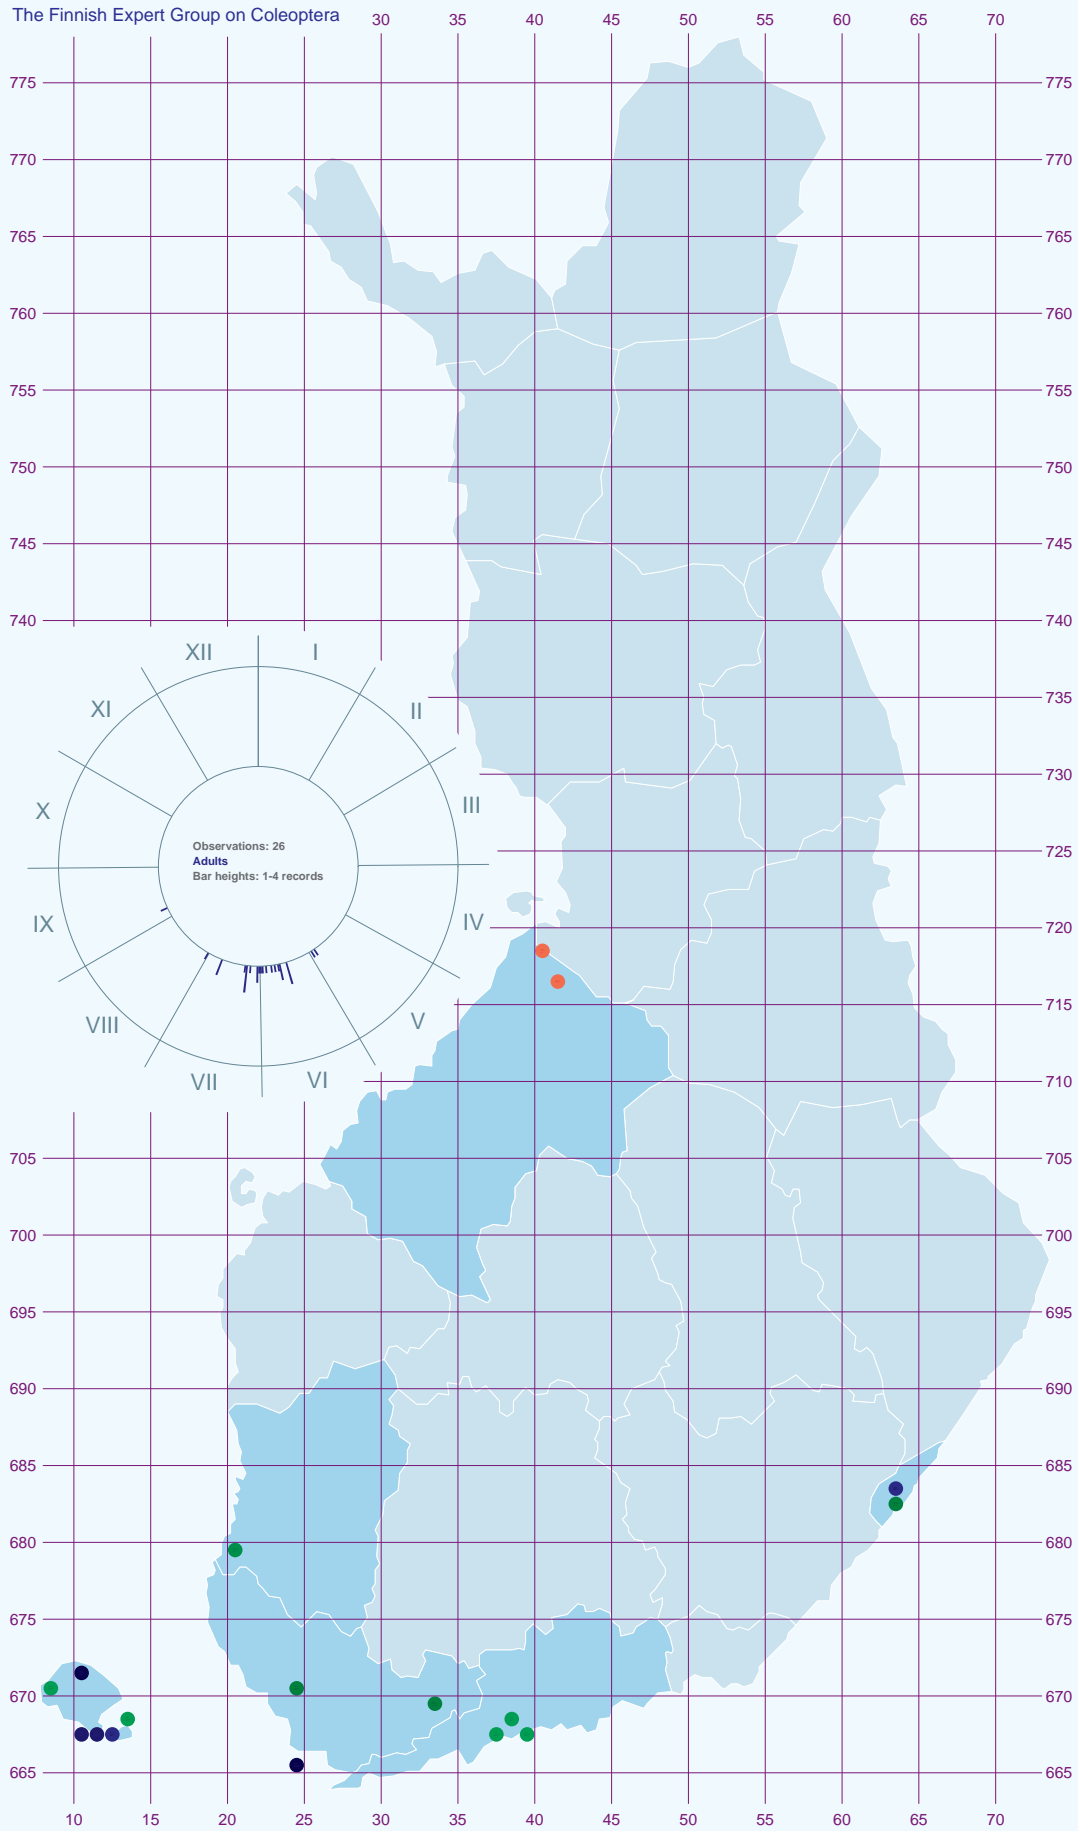 The Finnish Expert Group on Coleoptera
30 40 50 60 70
35 45 55 65
775 775
770 770
765 765
760 760
755 755
750 750
745 745
740 740
XII I
XI II
735
730
X III
Observations: 26
Adults
Bar heights: 1-4 records
725
IX IV
720
VIII V
715
VII VI
710
705 705
700 700
695 695
690 690
685 685
680 680
675 675
670 670
665 665
10 15 20 25 30 35 40 45 50 55 60 65 70